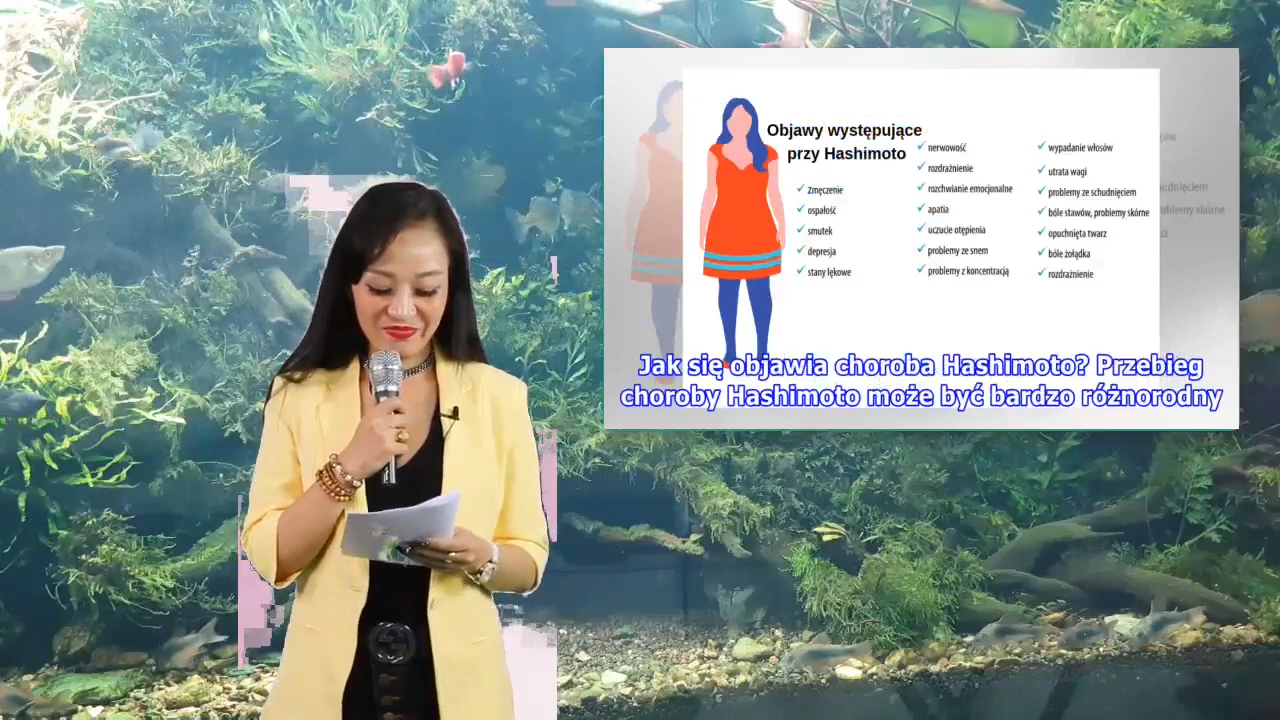 Objawy występujące
przy Hashimoto
Zmęczenie
ospałość
smutek
depresja
stany lękowe
nerwowość
rozdrażnienie
rozchwianie emocjonalne
apatia
uczucie otępienia
problemy ze snem
problemy z koncentracją
wypadanie włosów
utrata wagi
problemy ze schudnięciem
bóle stawów, problemy skórne
opuchnięta twarz
bóle żołądka
rozdrażnienie
Jak się objawia choroba Hashimoto? Przebieg
choroby Hashimoto może być bardzo różnorodny